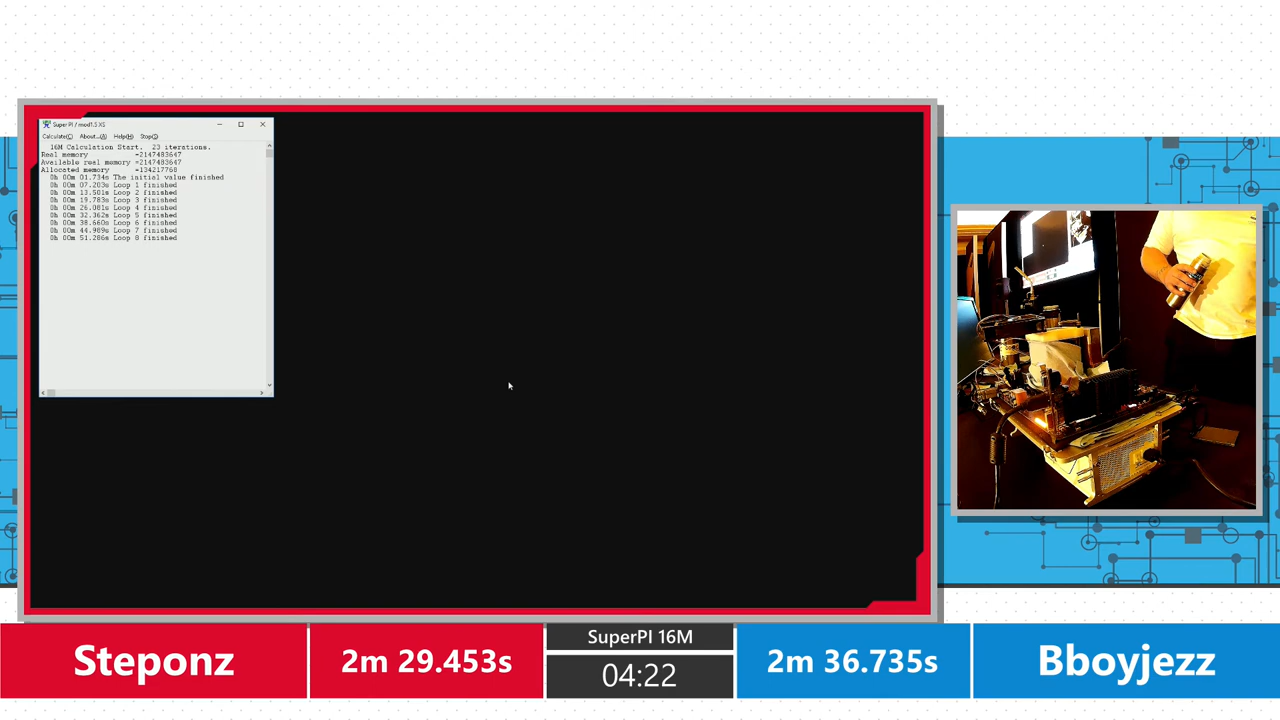 Super PI / mod1.5 XS
Calculate(C) About...(A) Help(H) Stop(S)
16M Calculation Start. 23 iterations.
Real memory =2147483647
Available real memory =2147483647
Allocated memory =134217768
0h 00m 01.734s The initial value finished
0h 00m 07.203s Loop 1 finished
0h 00m 13.501s Loop 2 finished
0h 00m 19.783s Loop 3 finished
0h 00m 26.081s Loop 4 finished
0h 00m 32.362s Loop 5 finished
0h 00m 38.660s Loop 6 finished
0h 00m 44.989s Loop 7 finished
0h 00m 51.286s Loop 8 finished
Steponz
2m 29.453s
SuperPI 16M
04:22
2m 36.735s
Bboyjezz